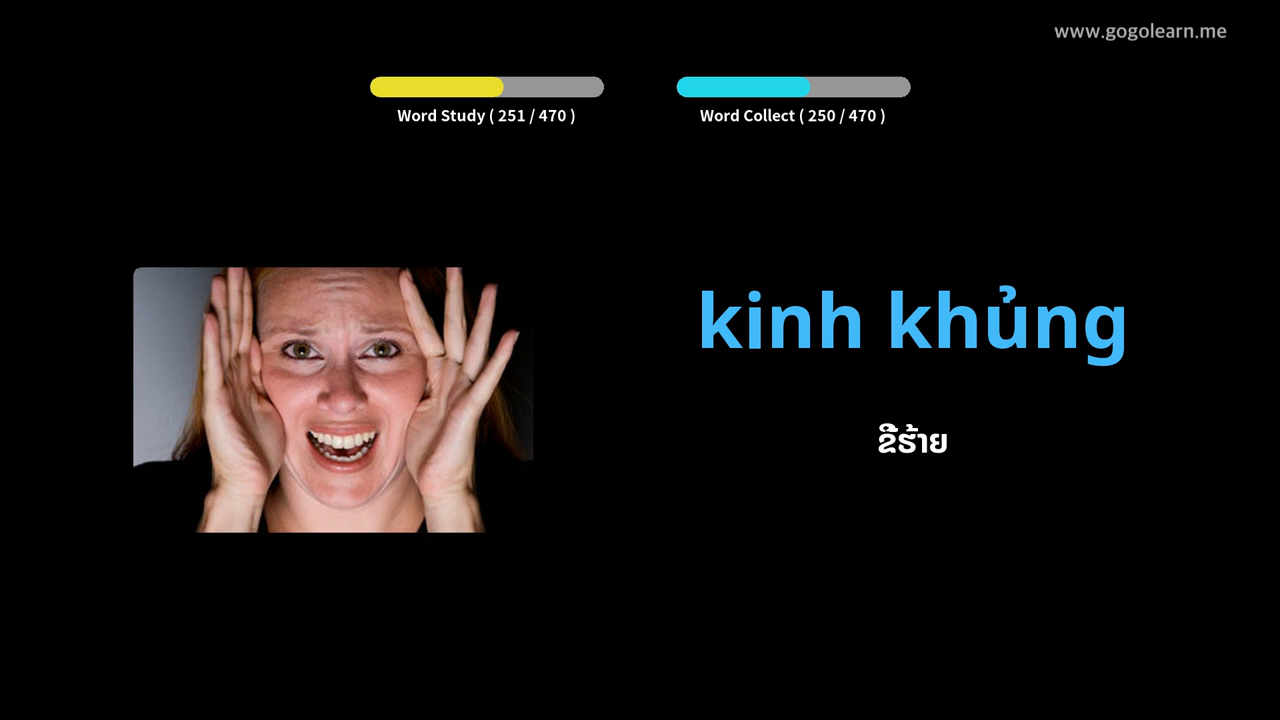 www.gogolearn.me
Word Study ( 251 / 470 )
Word Collect ( 250 / 470 )
kinh khủng
ຂີ້ຮ້າຍ